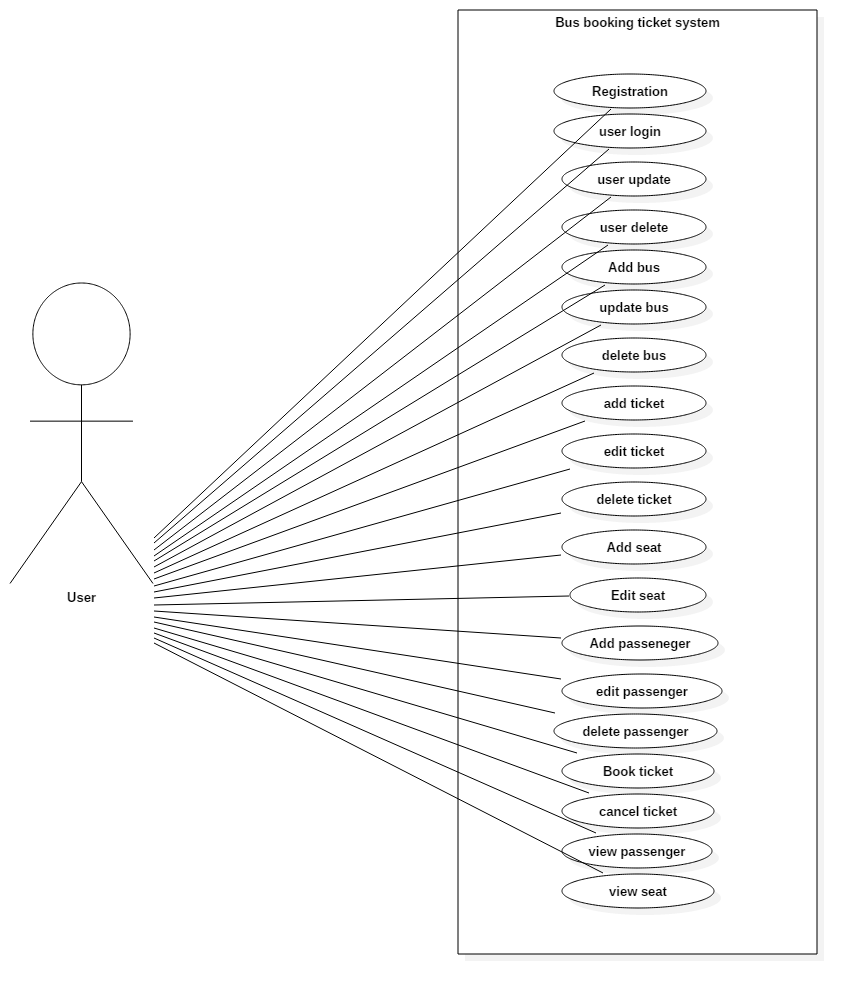 Bus booking ticket system
Registration
user login
user update
user delete
Add bus
update bus
delete bus
add ticket
edit ticket
delete ticket
Add seat
Edit seat
User
Add passeneger
edit passenger
delete passenger
Book ticket
cancel ticket
view passenger
view seat